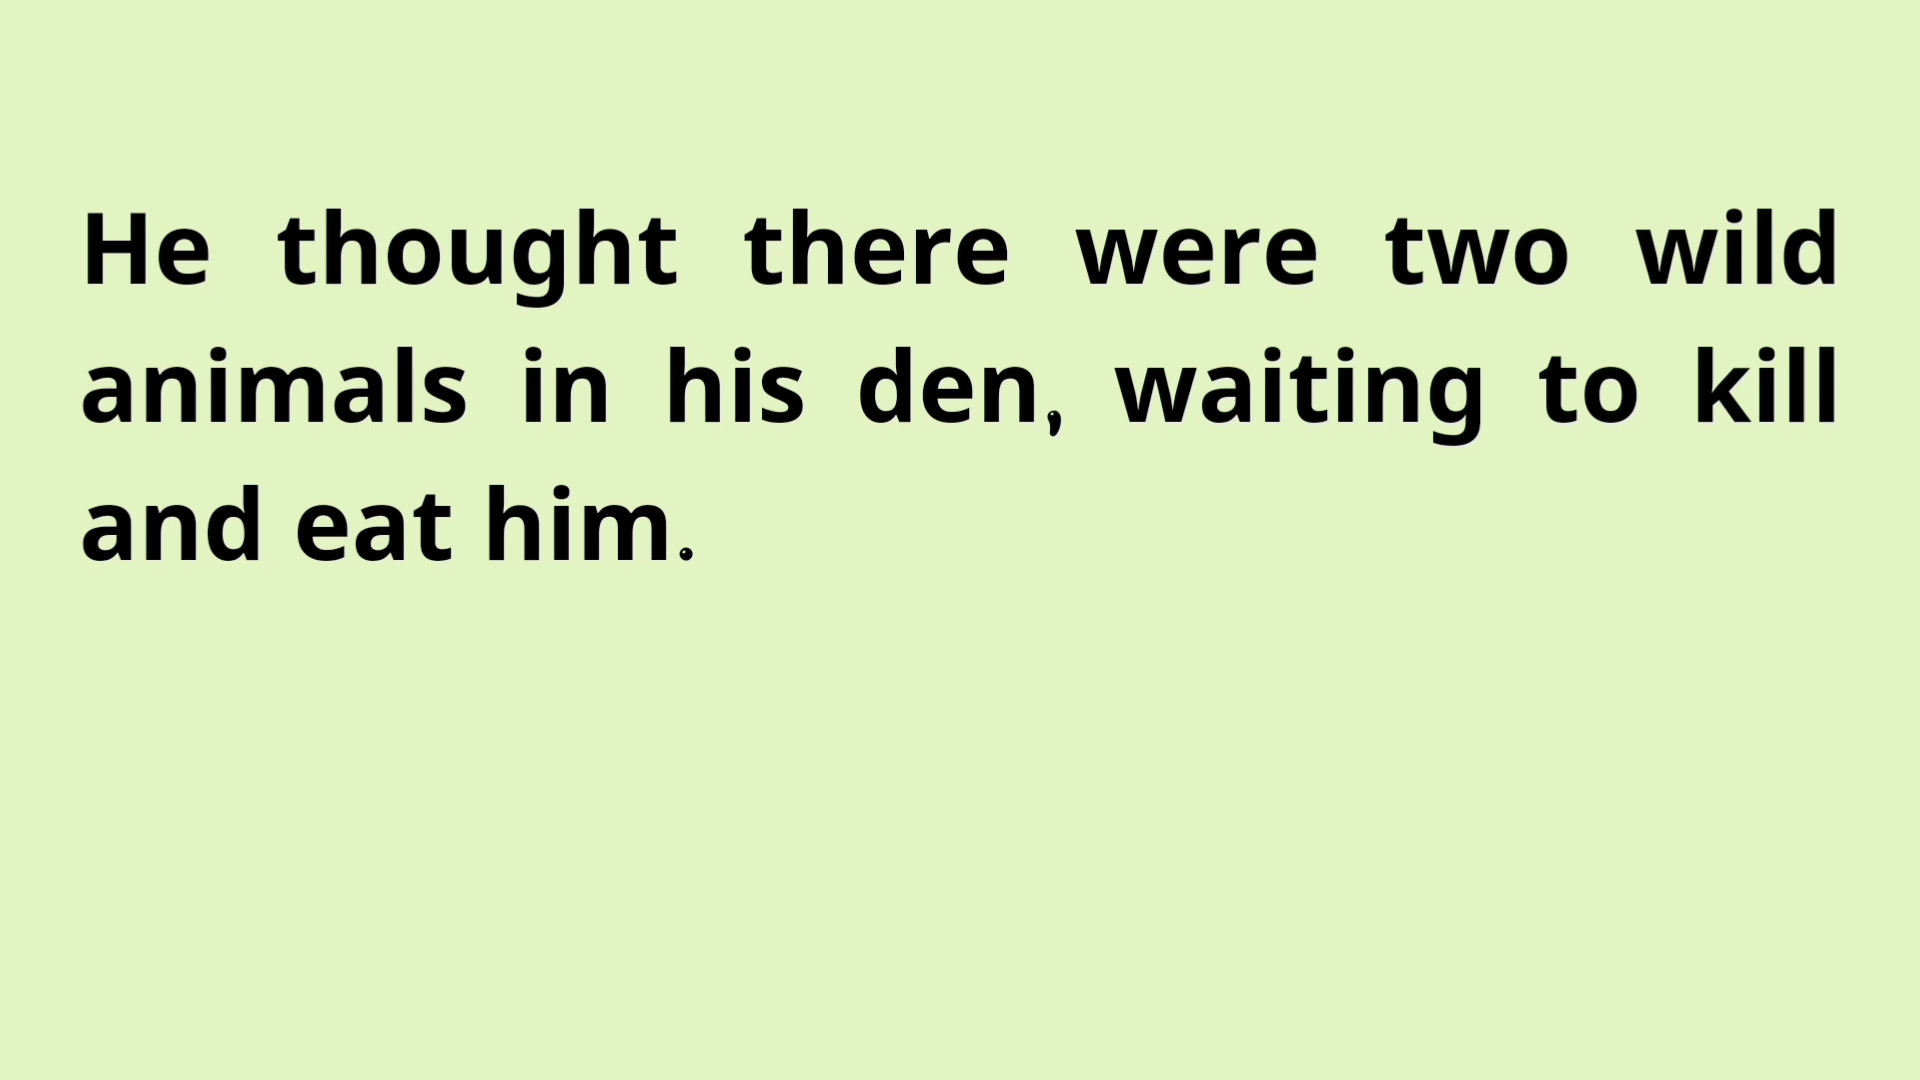 He thought there were two wild
animals in his den, waiting to kill
and eat him.